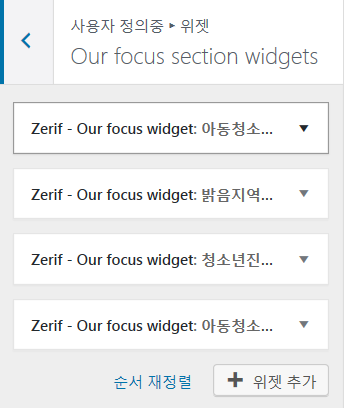 사용자 정의중 ▸ 위젯
Our focus section widgets
Zerif - Our focus widget: 아동청소...
Zerif - Our focus widget: 밝음지역...
Zerif - Our focus widget: 청소년진...
Zerif - Our focus widget: 아동청소...
순서 재정렬
+ 위젯 추가